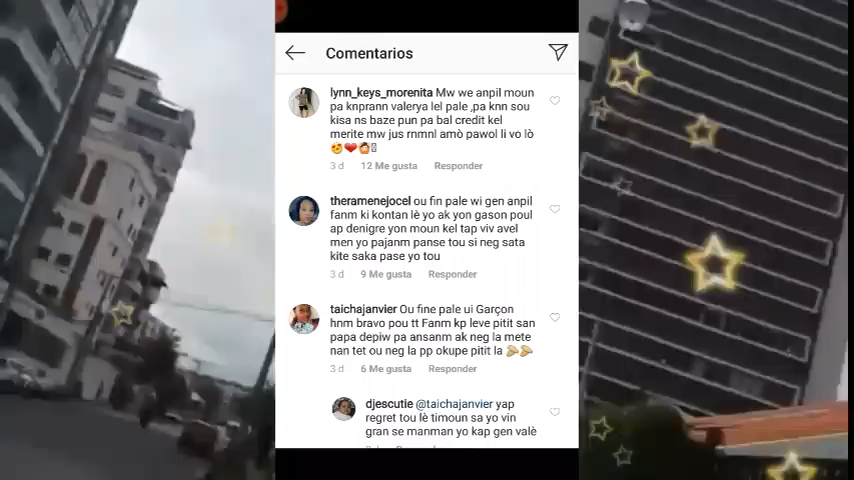 Comentarios
lynn_keys_morenita Mw we anpil moun
pa knprann valerya lel pale ,pa knn sou
kisa ns baze pun pa bal credit kel
merite mw jus rnmnl amò pawol li vo lò
😍❤️🙆
3 d 12 Me gusta Responder
theramenejocel ou fin pale wi gen anpil
fanm ki kontan lè yo ak yon gason poul
ap denigre yon moun kel tap viv avel
men yo pajanm panse tou si neg sata
kite saka pase yo tou
3 d 9 Me gusta Responder
taichajanvier Ou fine pale ui Garçon
hnm bravo pou tt Fanm kp leve pitit san
papa depiw pa ansanm ak neg la mete
nan tet ou neg la pp okupe pitit la 👏👏
3 d 6 Me gusta Responder
djescutie @taichajanvier yap
regret tou lè timoun sa yo vin
gran se manman yo kap gen valè